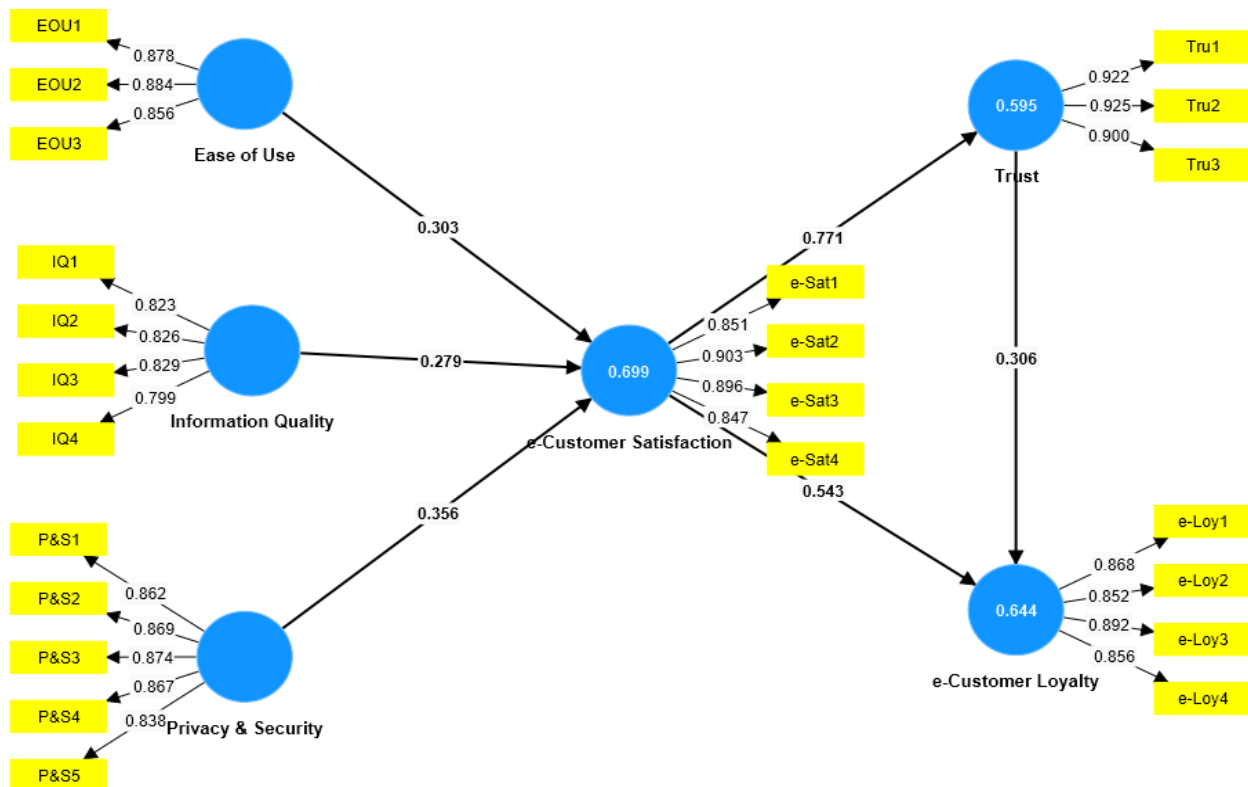 EOU1
0.878
EOU2
0.884
0.856
EOU3
Ease of Use
0.303
IQ1
0.823
IQ2
0.826
0.829
IQ3
0.799
IQ4
Information Quality
0.279
P&S1
0.862
P&S2
0.869
P&S3
0.874
0.867
P&S4
0.838
P&S5
Privacy & Security
0.356
0.699
e-Customer Satisfaction
e-Sat1
0.851
e-Sat2
0.903
0.896
e-Sat3
0.847
e-Sat4
0.771
0.543
0.595
Trust
Tru1
0.922
0.925
Tru2
0.900
Tru3
0.306
0.644
e-Customer Loyalty
e-Loy1
0.868
0.852
e-Loy2
0.892
e-Loy3
0.856
e-Loy4